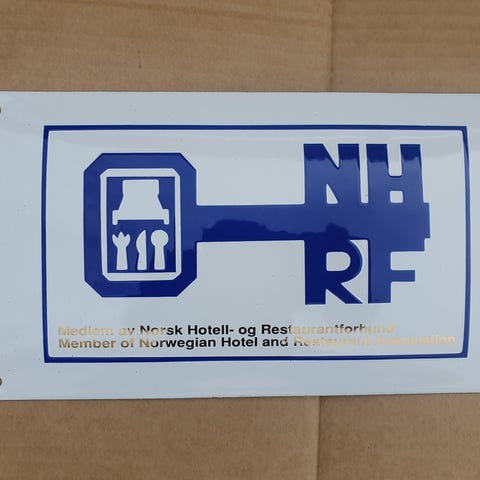 NH
RF
Medlem av Norsk Hotell- og Restaurantforbund
Member of Norwegian Hotel and Restaurant Association